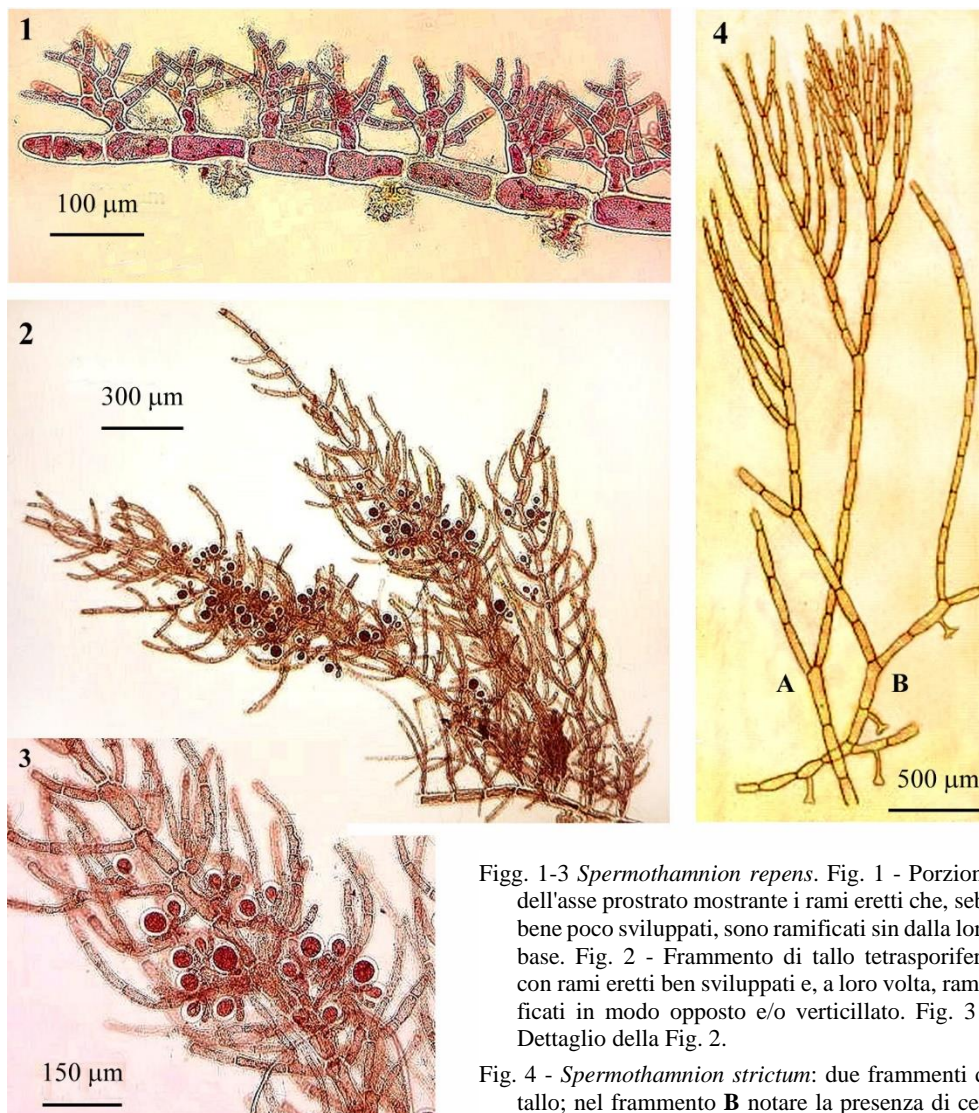 1
100 µm
2
300 µm
3
150 µm
4
A
B
500 µm
Figg. 1-3 Spermothamnion repens. Fig. 1 - Porzion
dell'asse prostrato mostrante i rami eretti che, seb
bene poco sviluppati, sono ramificati sin dalla lor
base. Fig. 2 - Frammento di tallo tetrasporifer
con rami eretti ben sviluppati e, a loro volta, ram
ficati in modo opposto e/o verticillato. Fig. 3
Dettaglio della Fig. 2.
Fig. 4 - Spermothamnion strictum: due frammenti d
tallo; nel frammento B notare la presenza di ce